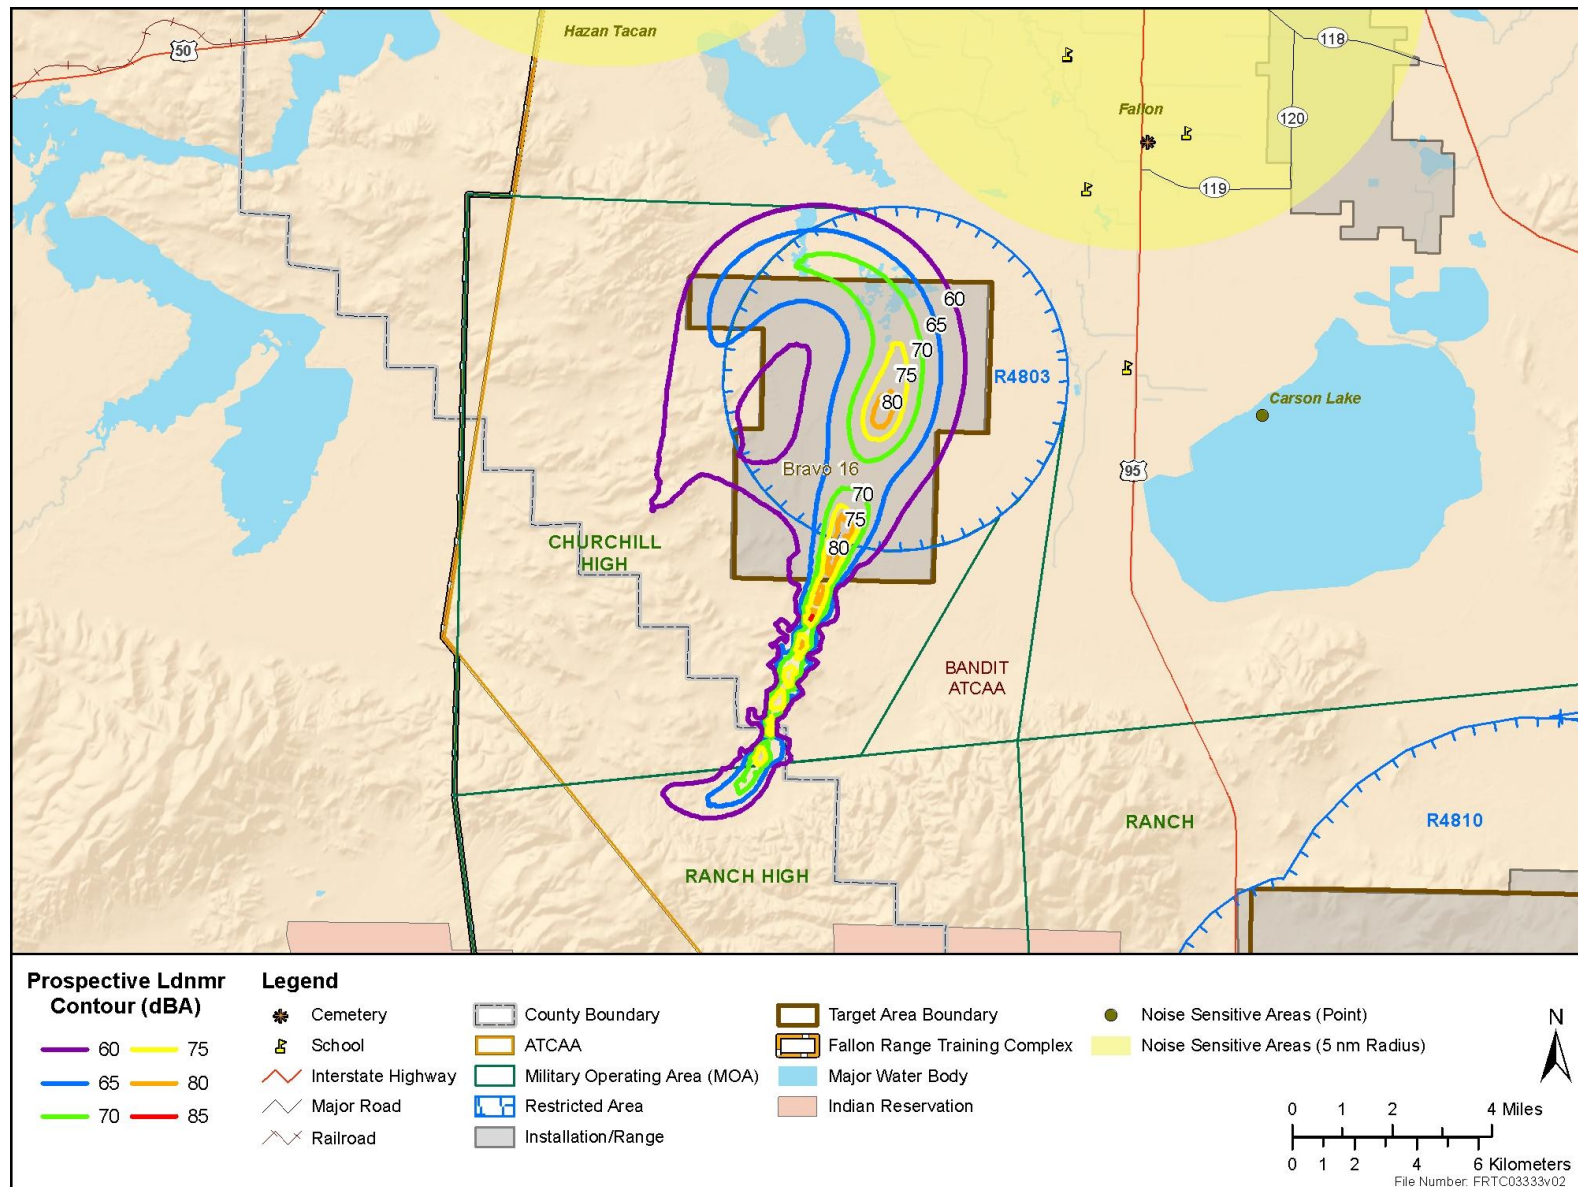 Hazan Tacan
50
118
Fallon
120
119
60
65
70
75
80
R4803
Carson Lake
95
Bravo 16
70
75
80
CHURCHILL
HIGH
BANDIT
ATCAA
RANCH
R4810
RANCH HIGH
Prospective Ldnmr
Contour (dBA)
60
75
65
80
70
85
Legend
Cemetery
School
Interstate Highway
Major Road
Railroad
County Boundary
ATCAA
Military Operating Area (MOA)
Restricted Area
Installation/Range
Target Area Boundary
Fallon Range Training Complex
Major Water Body
Indian Reservation
Noise Sensitive Areas (Point)
Noise Sensitive Areas (5 nm Radius)
N
0 1 2 4 Miles
0 1 2 4 6 Kilometers
File Number: FRTC03333v02